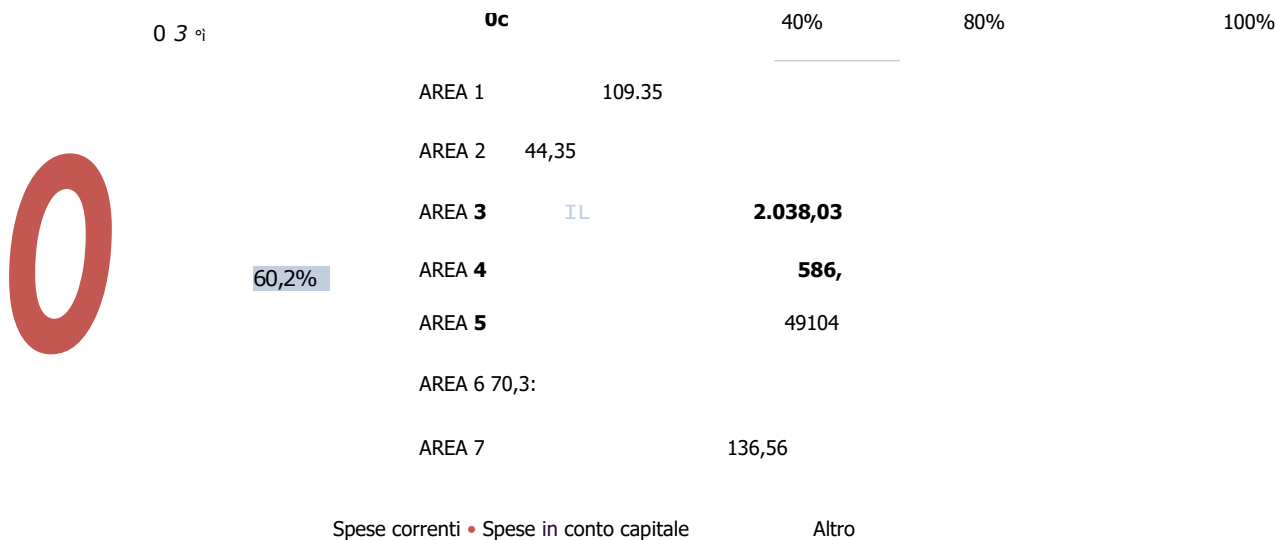 0c 40% 80% 100%
0 3 °ì
AREA 1 109.35
AREA 2 44,35
AREA 3 IL 2.038,03
0
AREA 4 586,
60,2%
AREA 5 49104
AREA 6 70,3:
AREA 7 136,56
Spese correnti • Spese in conto capitale Altro